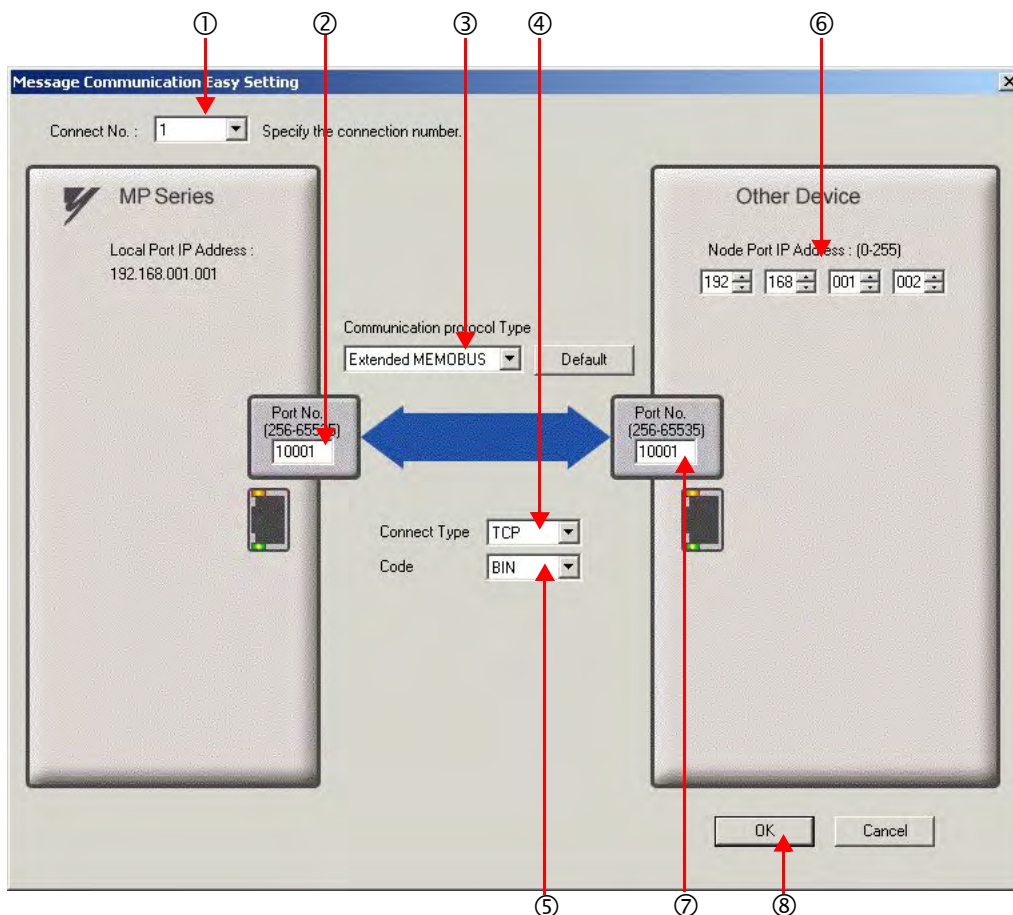 ① ② ③ ④ ⑥
Message Communication Easy Setting
Connect No. : 1 Specify the connection number.
MP Series
Local Port IP Address :
192.168.001.001
Other Device
Node Port IP Address : (0-255)
192 168 001 002
Communication protocol Type
Extended MEMOBUS Default
Port No.
(256-65535)
10001
Port No.
(256-65535)
10001
Connect Type TCP
Code BIN
OK Cancel
⑤ ⑦ ⑧